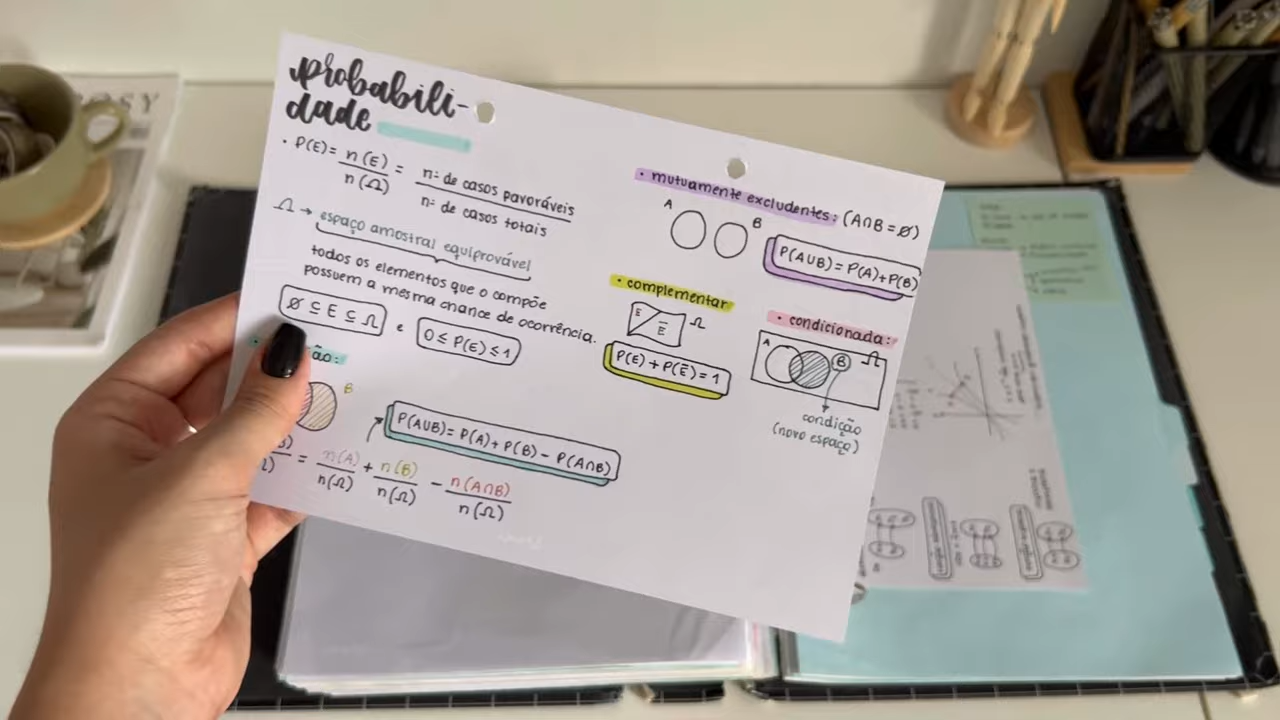 probabili-
dade
• P(E) = n(E)/n(Ω) = nº de casos favoráveis/nº de casos totais
Ω → espaço amostral equiprovável
todos os elementos que o compõe
possuem a mesma chance de ocorrência.
∅ ⊆ E ⊆ Ω e 0 ≤ P(E) ≤ 1
ão:
B
P(A∪B) = P(A) + P(B) - P(A∩B)
= n(A)/n(Ω) + n(B)/n(Ω) - n(A∩B)/n(Ω)
• mutuamente excludentes: (A∩B = ∅)
A B
P(A∪B) = P(A) + P(B)
• complementar
E Ē Ω
P(E) + P(Ē) = 1
• condicionada:
A B Ω
condição
(novo espaço)